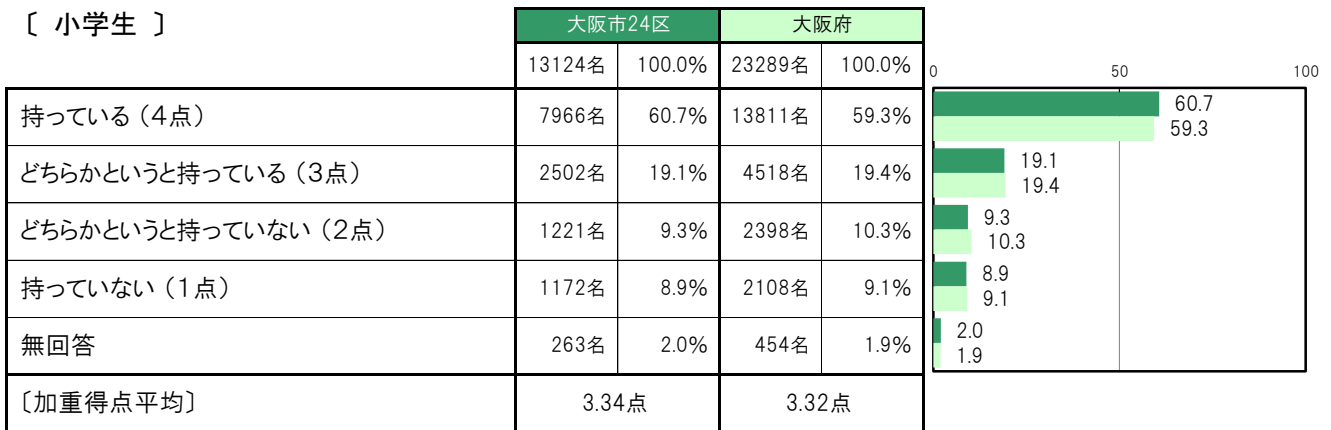 〔 小学生 〕
大阪市24区 大阪府
13124名 100.0% 23289名 100.0%
0 50 100
持っている（4点） 7966名 60.7% 13811名 59.3%
60.7
59.3
どちらかというと持っている（3点） 2502名 19.1% 4518名 19.4%
19.1
19.4
どちらかというと持っていない（2点） 1221名 9.3% 2398名 10.3%
9.3
10.3
持っていない（1点） 1172名 8.9% 2108名 9.1%
8.9
9.1
無回答 263名 2.0% 454名 1.9%
2.0
1.9
〔加重得点平均〕 3.34点 3.32点